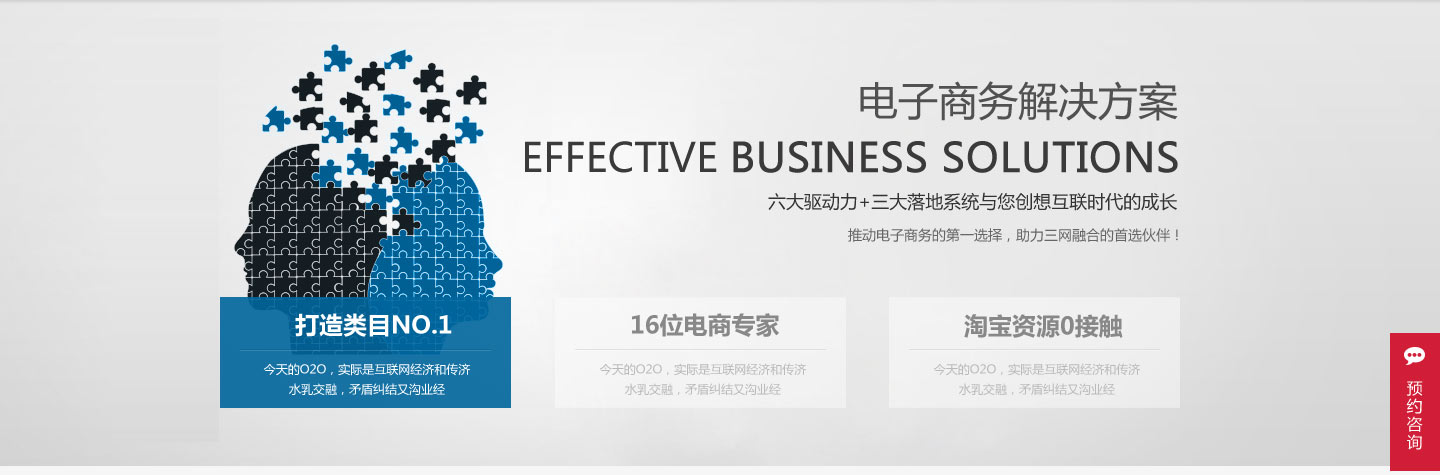 电子商务解决方案
EFFECTIVE BUSINESS SOLUTIONS
六大驱动力+三大落地系统与您创想互联时代的成长
推动电子商务的第一选择，助力三网融合的首选伙伴！
打造类目NO.1
今天的O2O，实际是互联网经济和传济
水乳交融，矛盾纠结又沟业经
16位电商专家
今天的O2O，实际是互联网经济和传济
水乳交融，矛盾纠结又沟业经
淘宝资源0接触
今天的O2O，实际是互联网经济和传济
水乳交融，矛盾纠结又沟业经
预约咨询